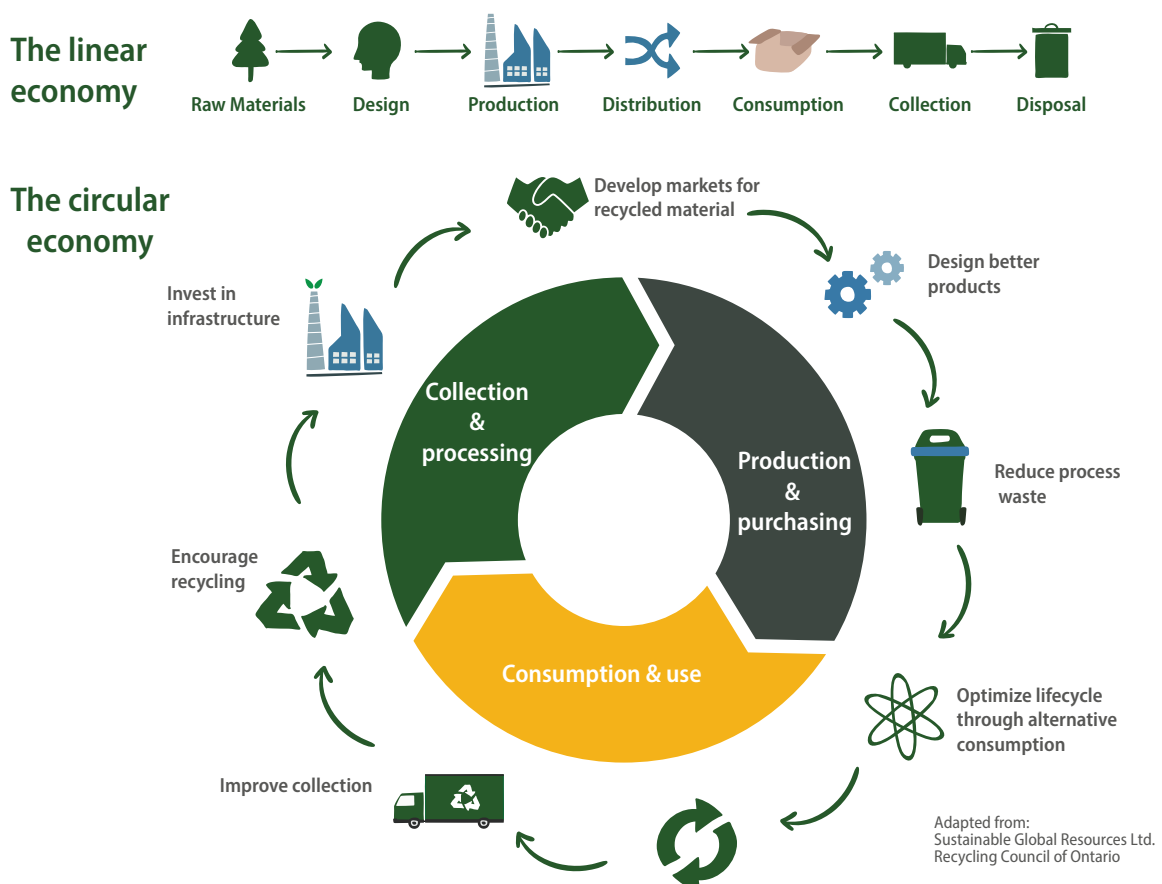 The linear
economy
Raw Materials
Design
Production
Distribution
Consumption
Collection
Disposal
The circular
economy
Develop markets for
recycled material
Design better
products
Reduce process
waste
Optimize lifecycle
through alternative
consumption
Improve collection
Encourage
recycling
Invest in
infrastructure
Collection
&
processing
Production
&
purchasing
Consumption & use
Adapted from:
Sustainable Global Resources Ltd.
Recycling Council of Ontario